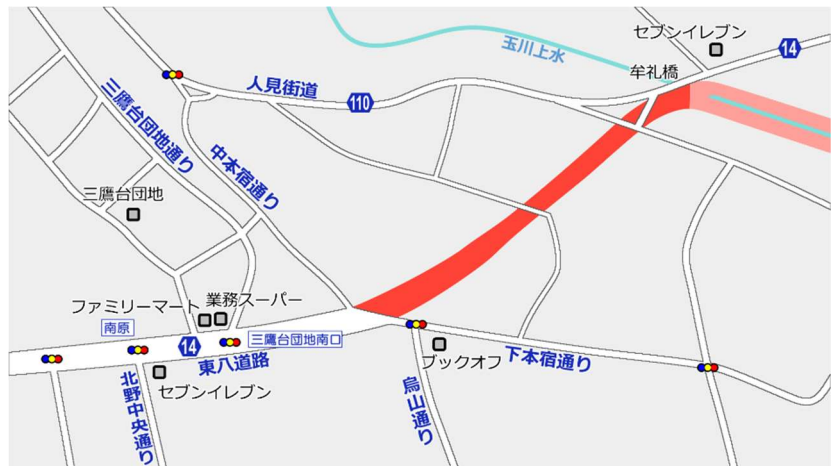 セブンイレブン
14
玉川上水
牟礼橋
人見街道
110
三鷹台団地通り
中本宿通り
三鷹台団地
ファミリーマート
業務スーパー
南原
三鷹台団地南口
14
東八道路
ブックオフ
下本宿通り
セブンイレブン
北野中央通り
烏山通り